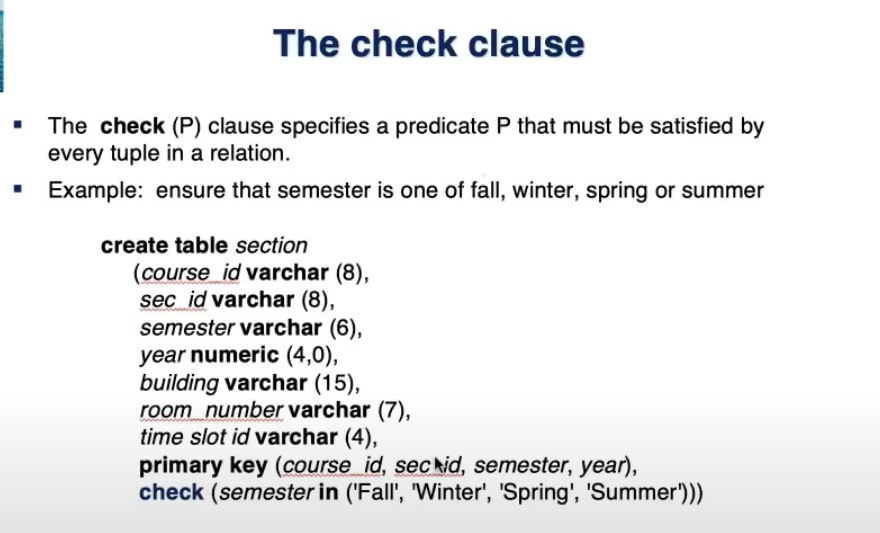 The check clause
▪ The check (P) clause specifies a predicate P that must be satisfied by
every tuple in a relation.
▪ Example: ensure that semester is one of fall, winter, spring or summer
create table section
(course_id varchar (8),
sec_id varchar (8),
semester varchar (6),
year numeric (4,0),
building varchar (15),
room_number varchar (7),
time slot id varchar (4),
primary key (course_id, sec_id, semester, year),
check (semester in ('Fall', 'Winter', 'Spring', 'Summer')))